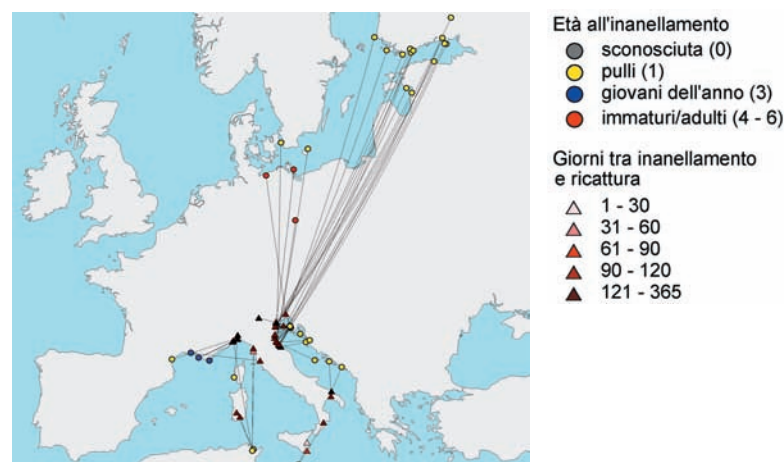 Età all'inanellamento
sconosciuta (0)
pulli (1)
giovani dell'anno (3)
immaturi/adulti (4 - 6)
Giorni tra inanellamento
e ricattura
1 - 30
31 - 60
61 - 90
90 - 120
121 - 365